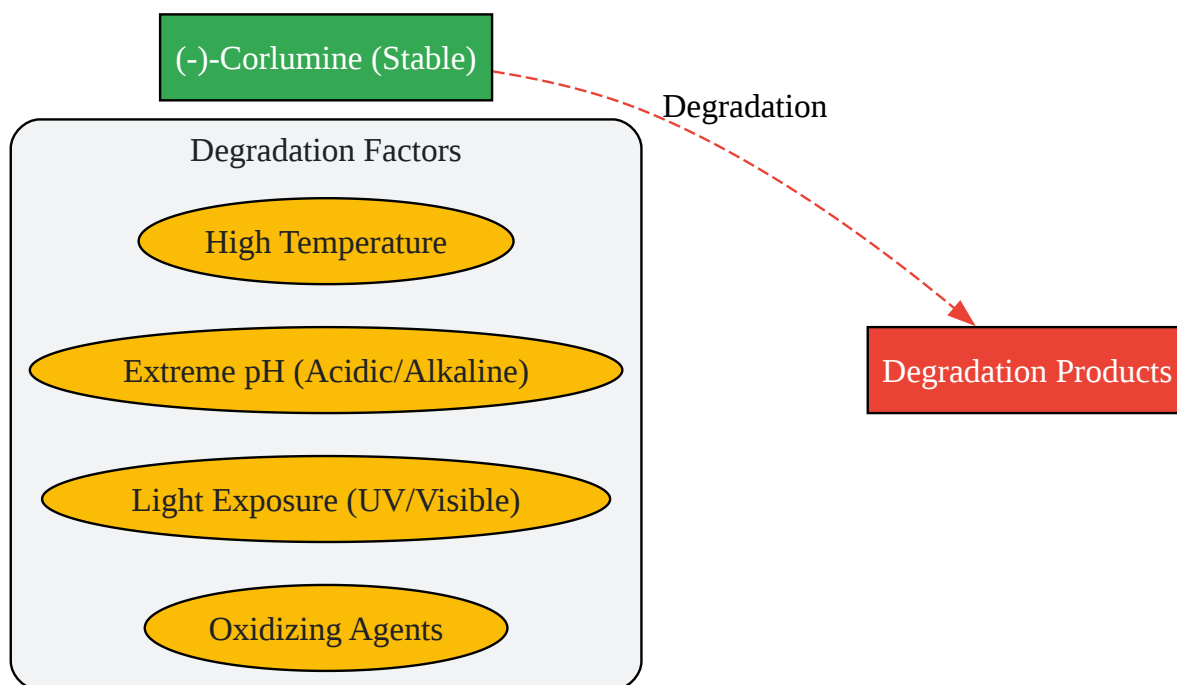 (-)-Corlumine (Stable)
Degradation
Degradation Factors
High Temperature
Extreme pH (Acidic/Alkaline)
Degradation Products
Light Exposure (UV/Visible)
Oxidizing Agents